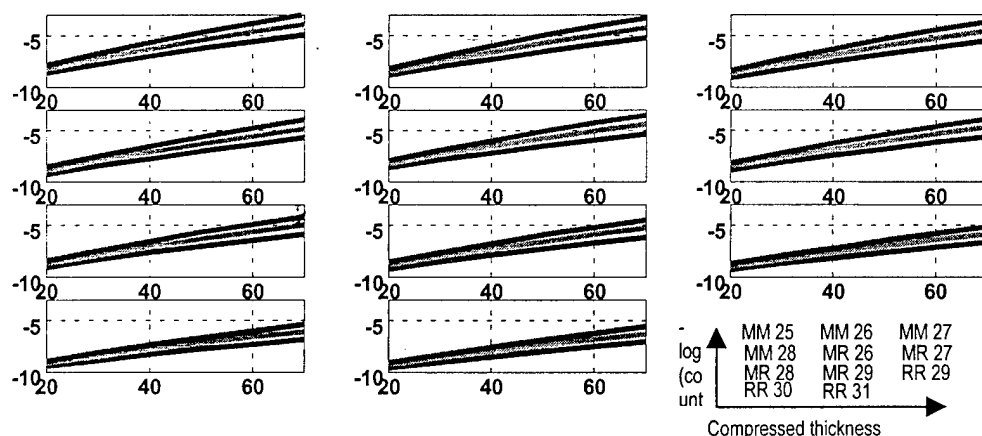 -5 -5 -5
-10 -10 -10
20 40 60 20 40 60 20 40 60
-5 -5 -5
-10 -10 -10
20 40 60 20 40 60 20 40 60
-5 -5 -5
-10 -10 -10
20 40 60 20 40 60 20 40 60
-5 -5
-10 -10
20 40 60 20 40 60
-
log
(co
unt
MM 25 MM 26 MM 27
MM 28 MR 26 MR 27
MR 28 MR 29 RR 29
RR 30 RR 31
Compressed thickness